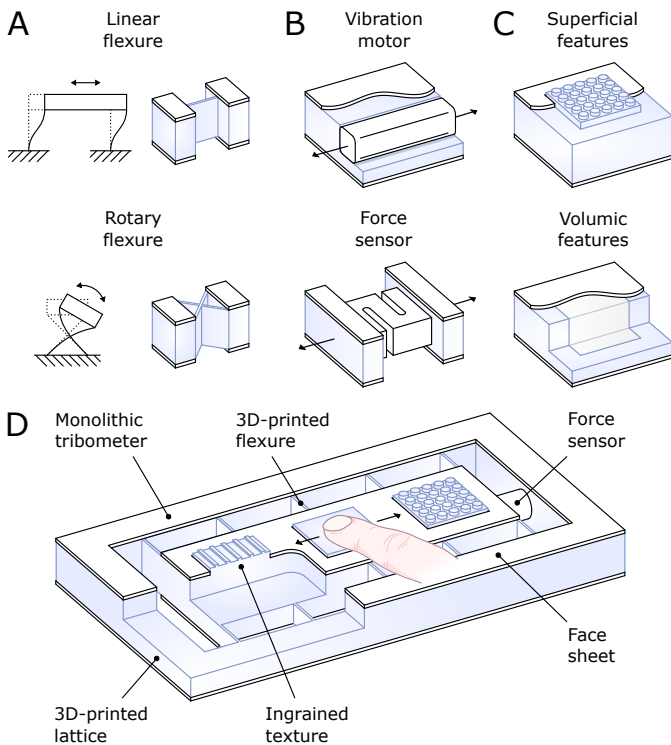 A
Linear
flexure
B
Vibration
motor
C
Superficial
features
Rotary
flexure
Force
sensor
Volumic
features
D
Monolithic
tribometer
3D-printed
flexure
Force
sensor
3D-printed
lattice
Ingrained
texture
Face
sheet